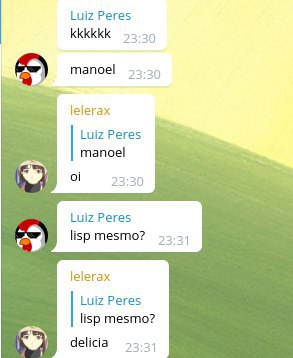 Luiz Peres
kkkkkk 23:30
manoel 23:30
lelerax
Luiz Peres
manoel
oi 23:30
Luiz Peres
lisp mesmo? 23:31
lelerax
Luiz Peres
lisp mesmo?
delicia 23:31